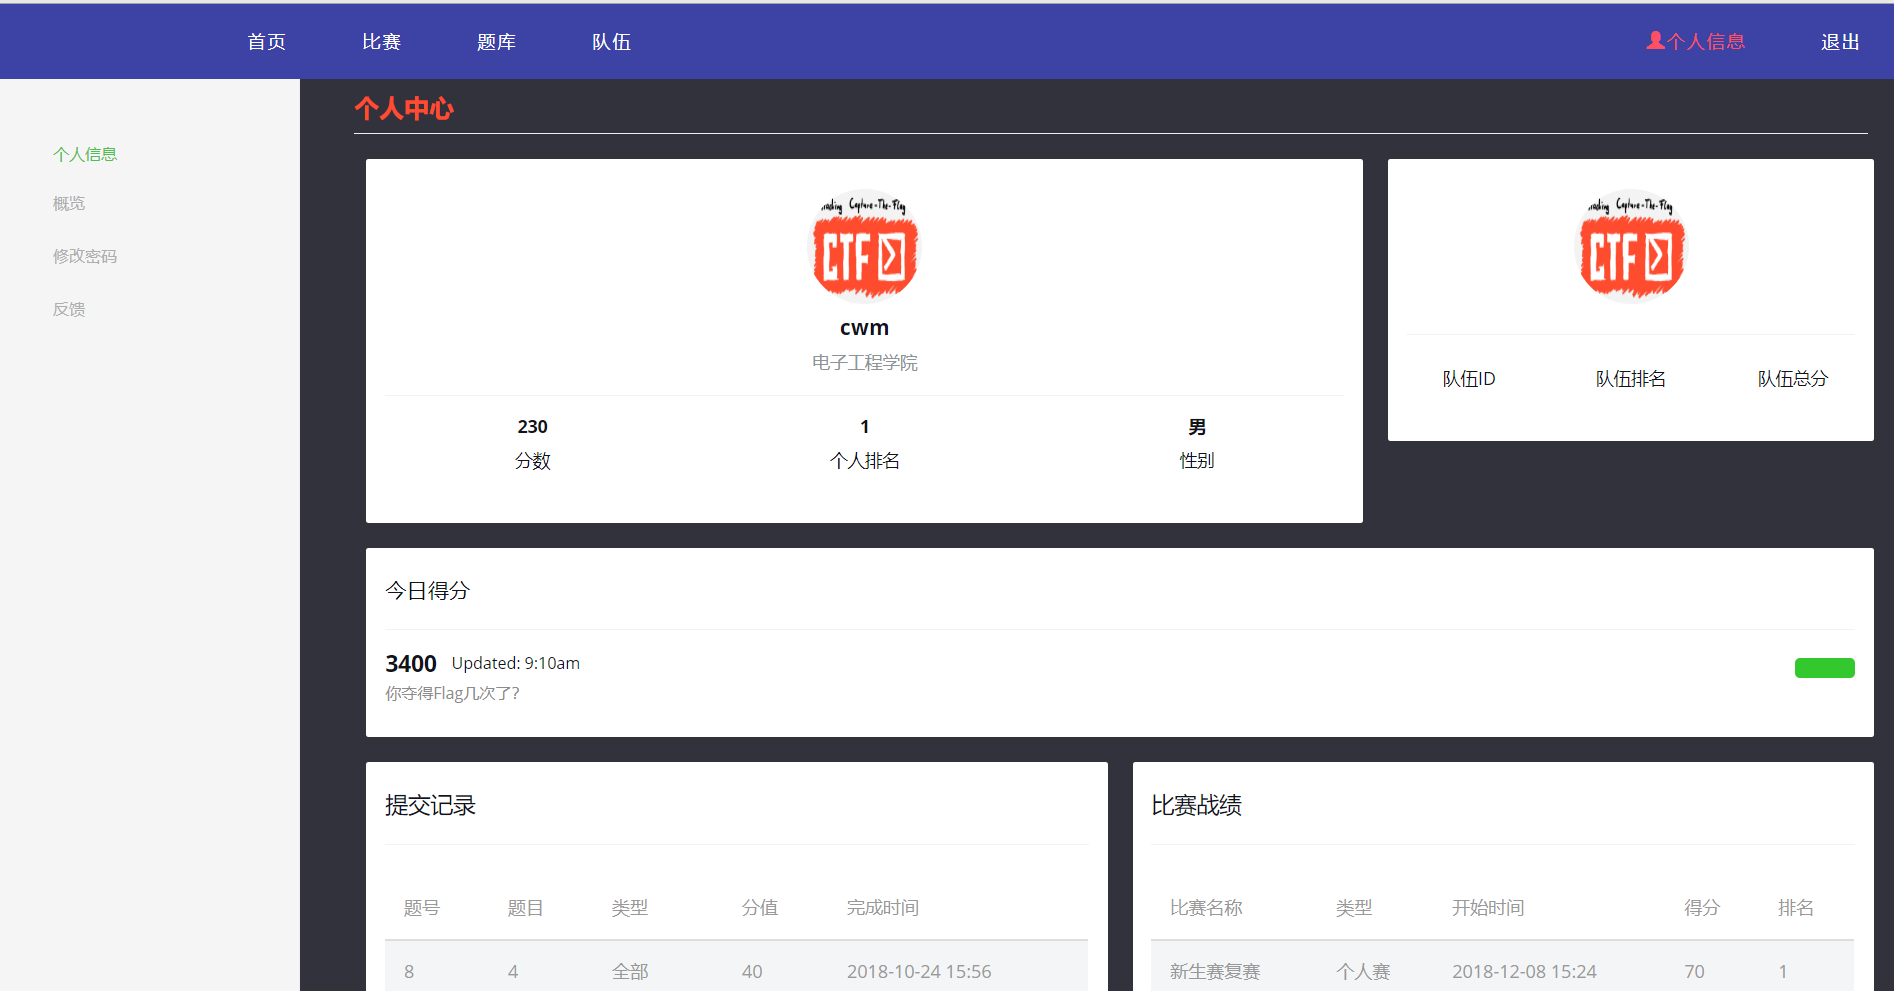 首页 比赛 题库 队伍 个人信息 退出
个人信息
概览
修改密码
反馈
个人中心
Capture-The-Flag
CTF
cwm
电子工程学院
230 1 男
分数 个人排名 性别
Capture-The-Flag
CTF
队伍ID 队伍排名 队伍总分
今日得分
3400 Updated: 9:10am
你夺得Flag几次了?
提交记录
题号 题目 类型 分值 完成时间
8 4 全部 40 2018-10-24 15:56
比赛战绩
比赛名称 类型 开始时间 得分 排名
新生赛复赛 个人赛 2018-12-08 15:24 70 1